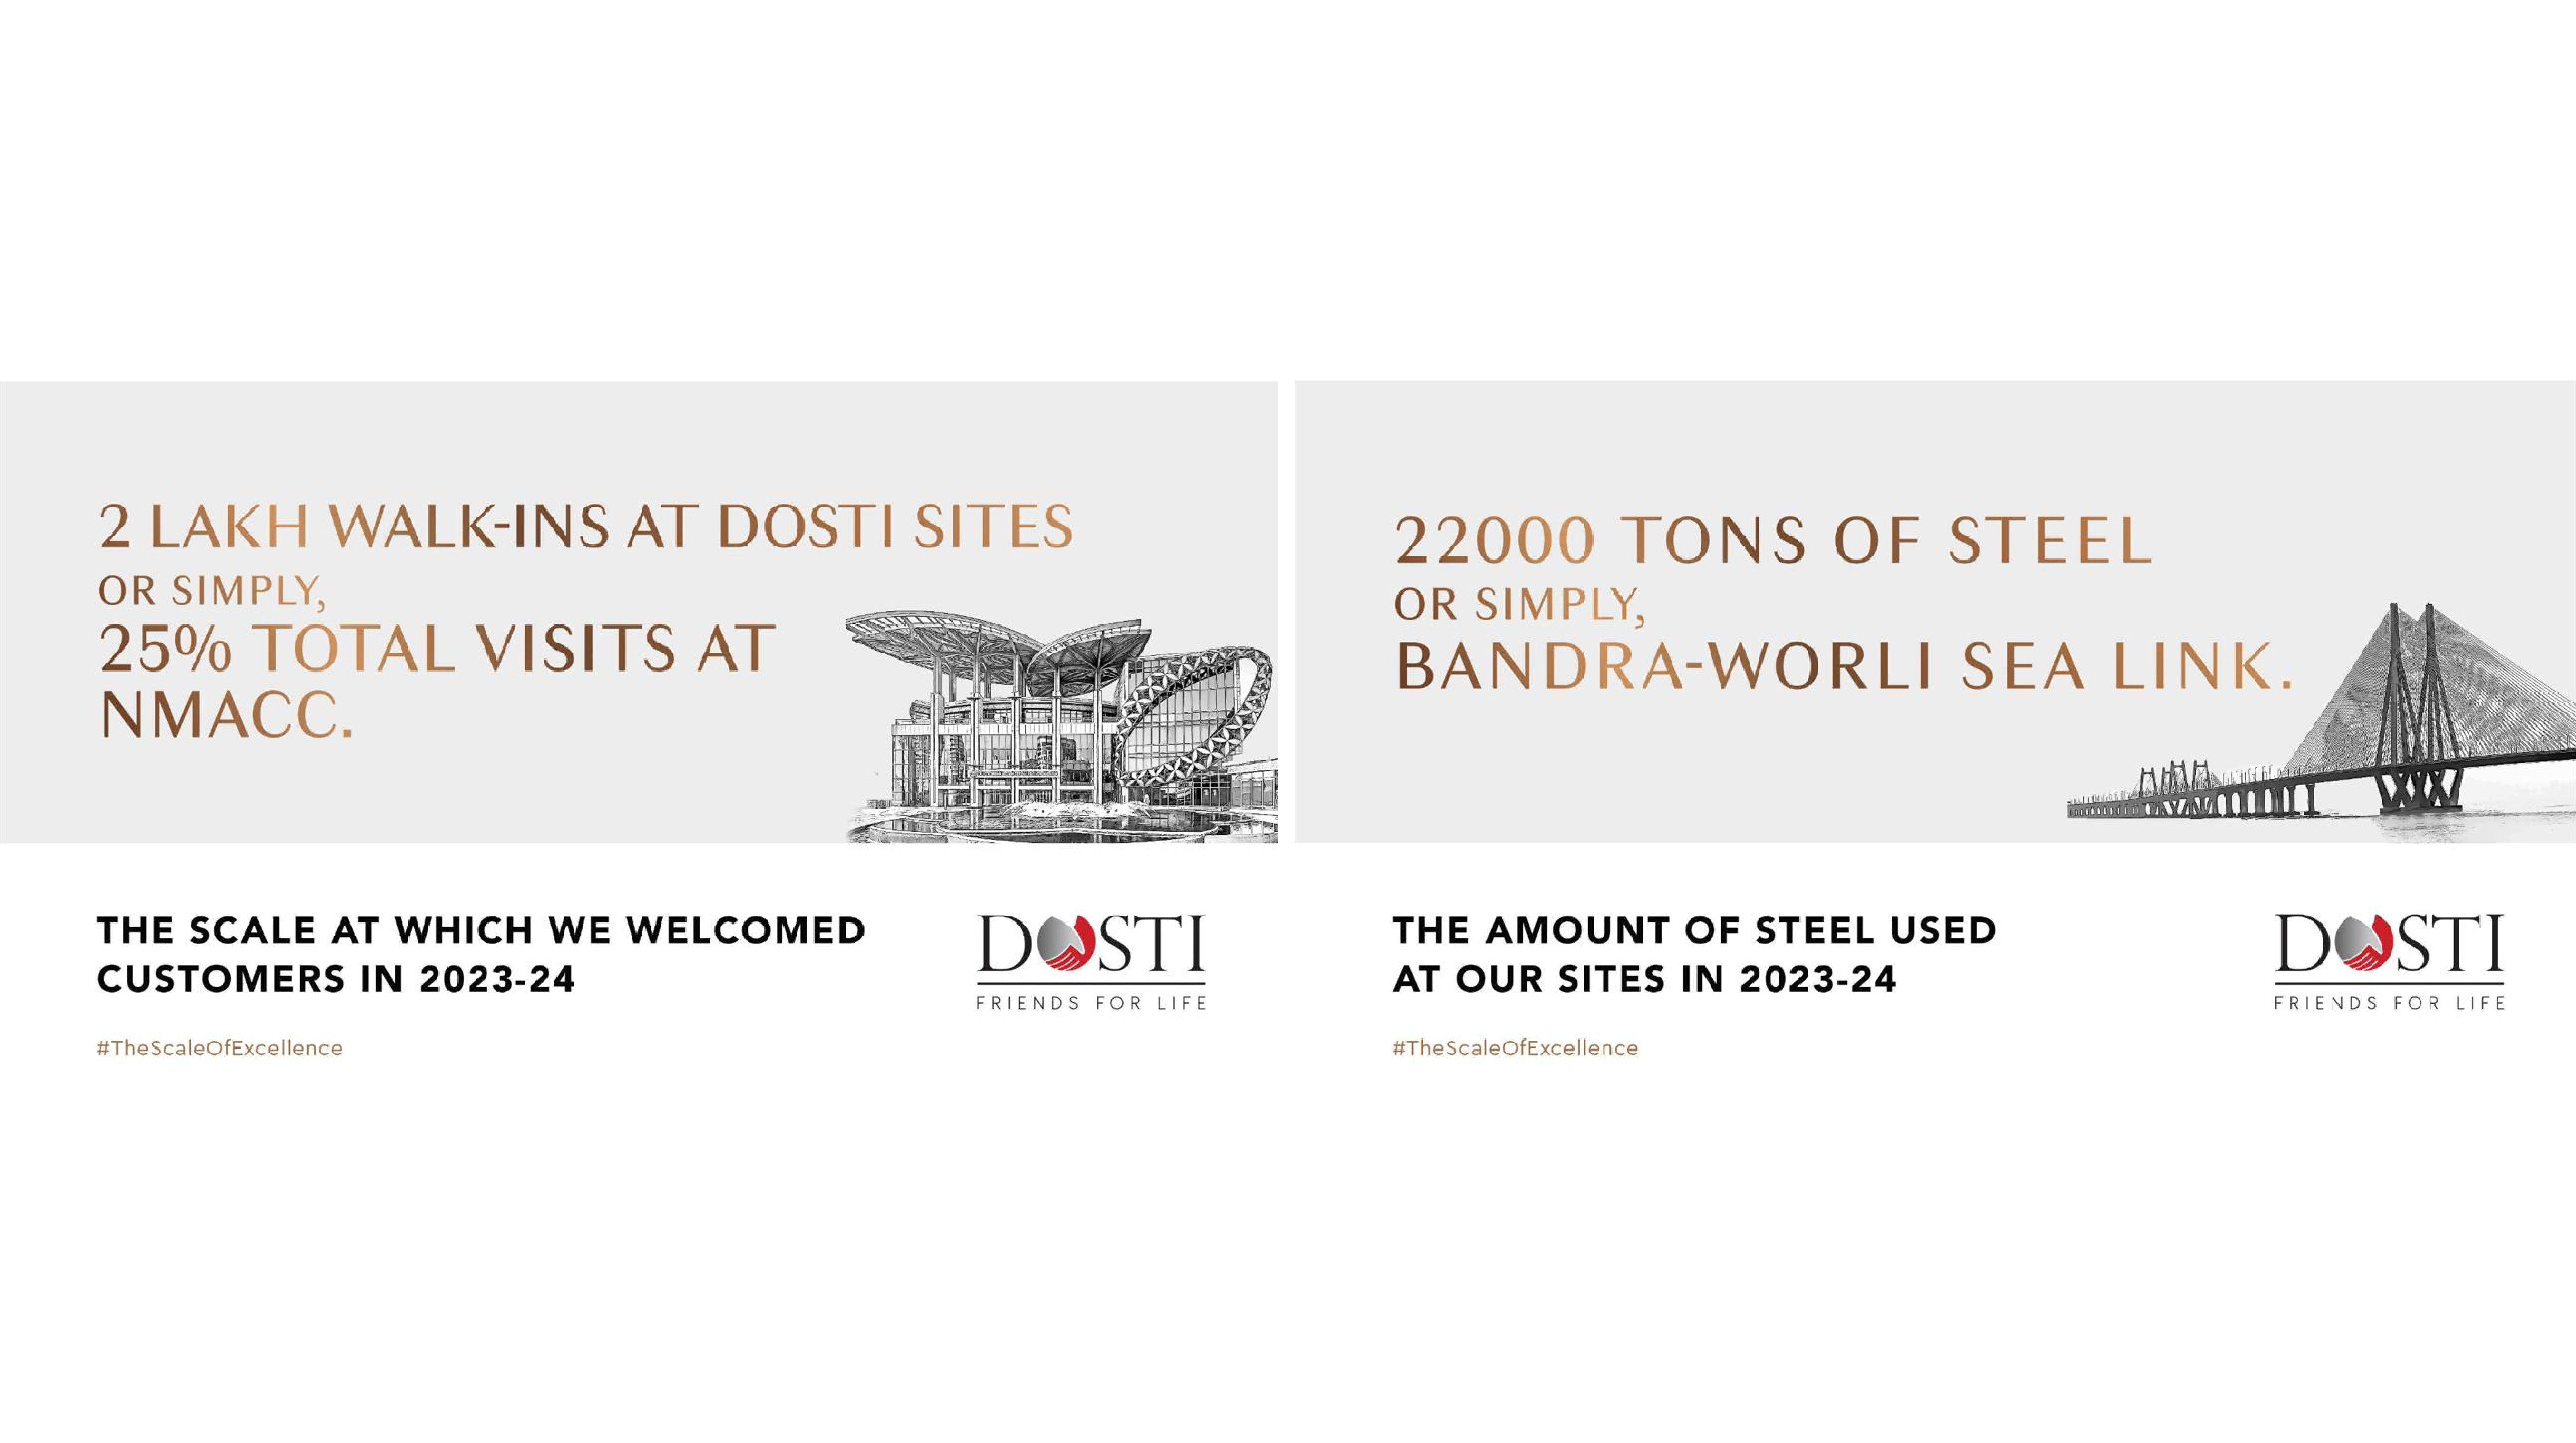 2 LAKH WALK-INS AT DOSTI SITES
OR SIMPLY,
25% TOTAL VISITS AT
NMACC.
THE SCALE AT WHICH WE WELCOMED
CUSTOMERS IN 2023-24
#TheScaleOfExcellence
DOSTI
FRIENDS FOR LIFE
22000 TONS OF STEEL
OR SIMPLY,
BANDRA-WORLI SEA LINK.
THE AMOUNT OF STEEL USED
AT OUR SITES IN 2023-24
#TheScaleOfExcellence
DOSTI
FRIENDS FOR LIFE